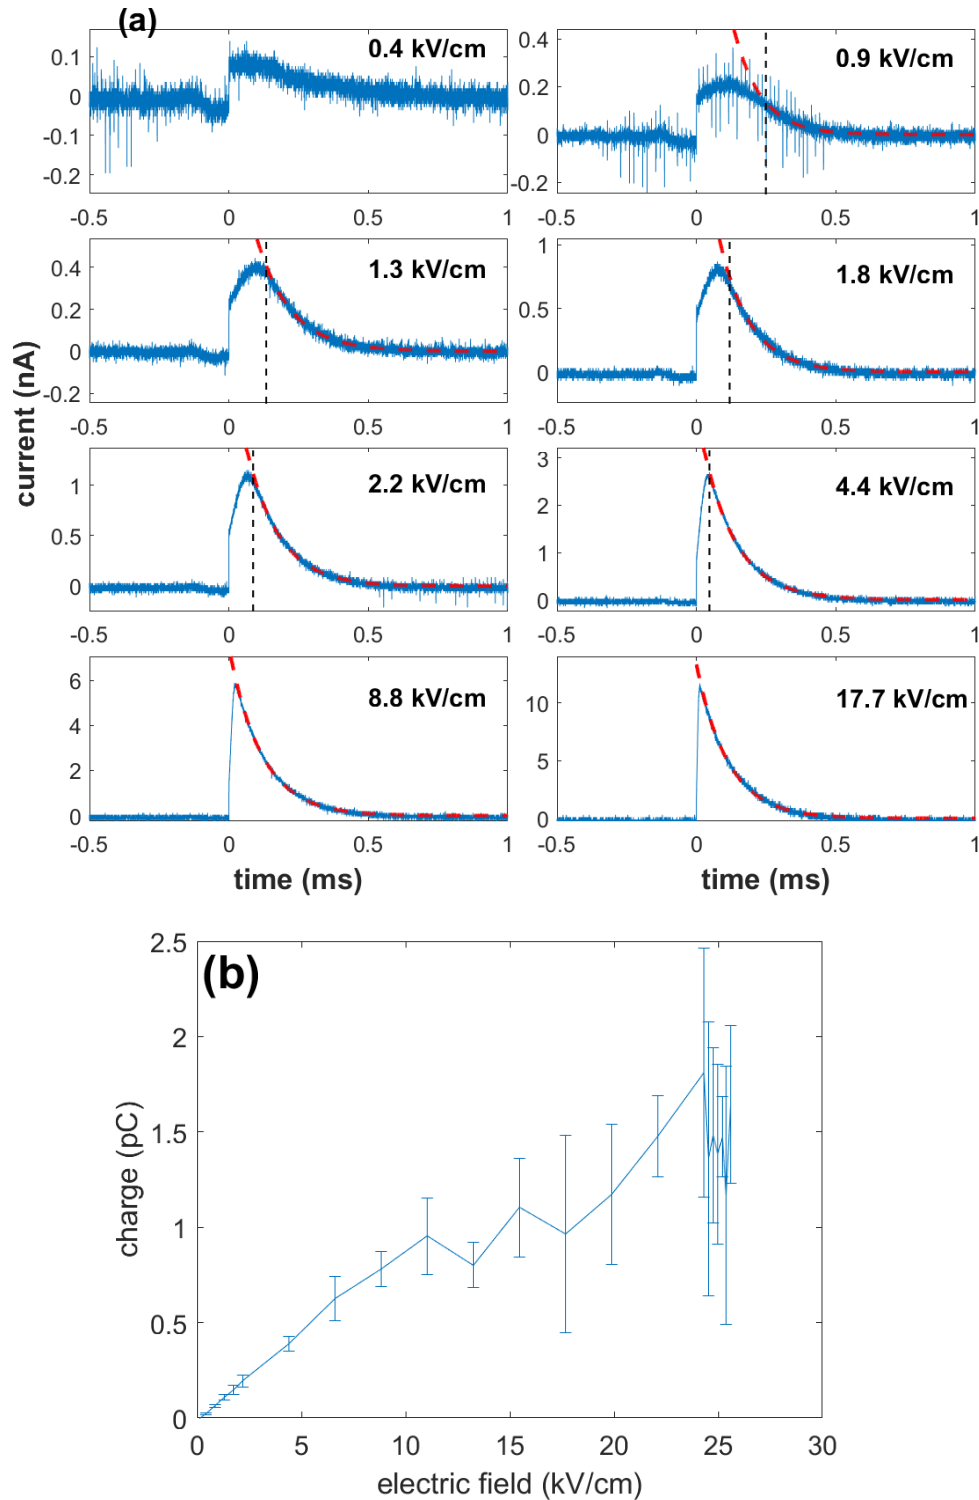 (a)
0.4 kV/cm
0.1
0
-0.1
-0.2
-0.5 0 0.5 1
0.9 kV/cm
0.4
0.2
0
-0.2
-0.5 0 0.5 1
1.3 kV/cm
0.4
0.2
0
-0.2
-0.5 0 0.5 1
1.8 kV/cm
1
0.5
0
-0.5 0 0.5 1
current (nA)
2.2 kV/cm
1
0.5
0
-0.5 0 0.5 1
4.4 kV/cm
3
2
1
0
-0.5 0 0.5 1
8.8 kV/cm
6
4
2
0
-0.5 0 0.5 1
time (ms)
17.7 kV/cm
10
5
0
-0.5 0 0.5 1
time (ms)
(b)
2.5
2
1.5
1
0.5
0
charge (pC)
0 5 10 15 20 25 30
electric field (kV/cm)